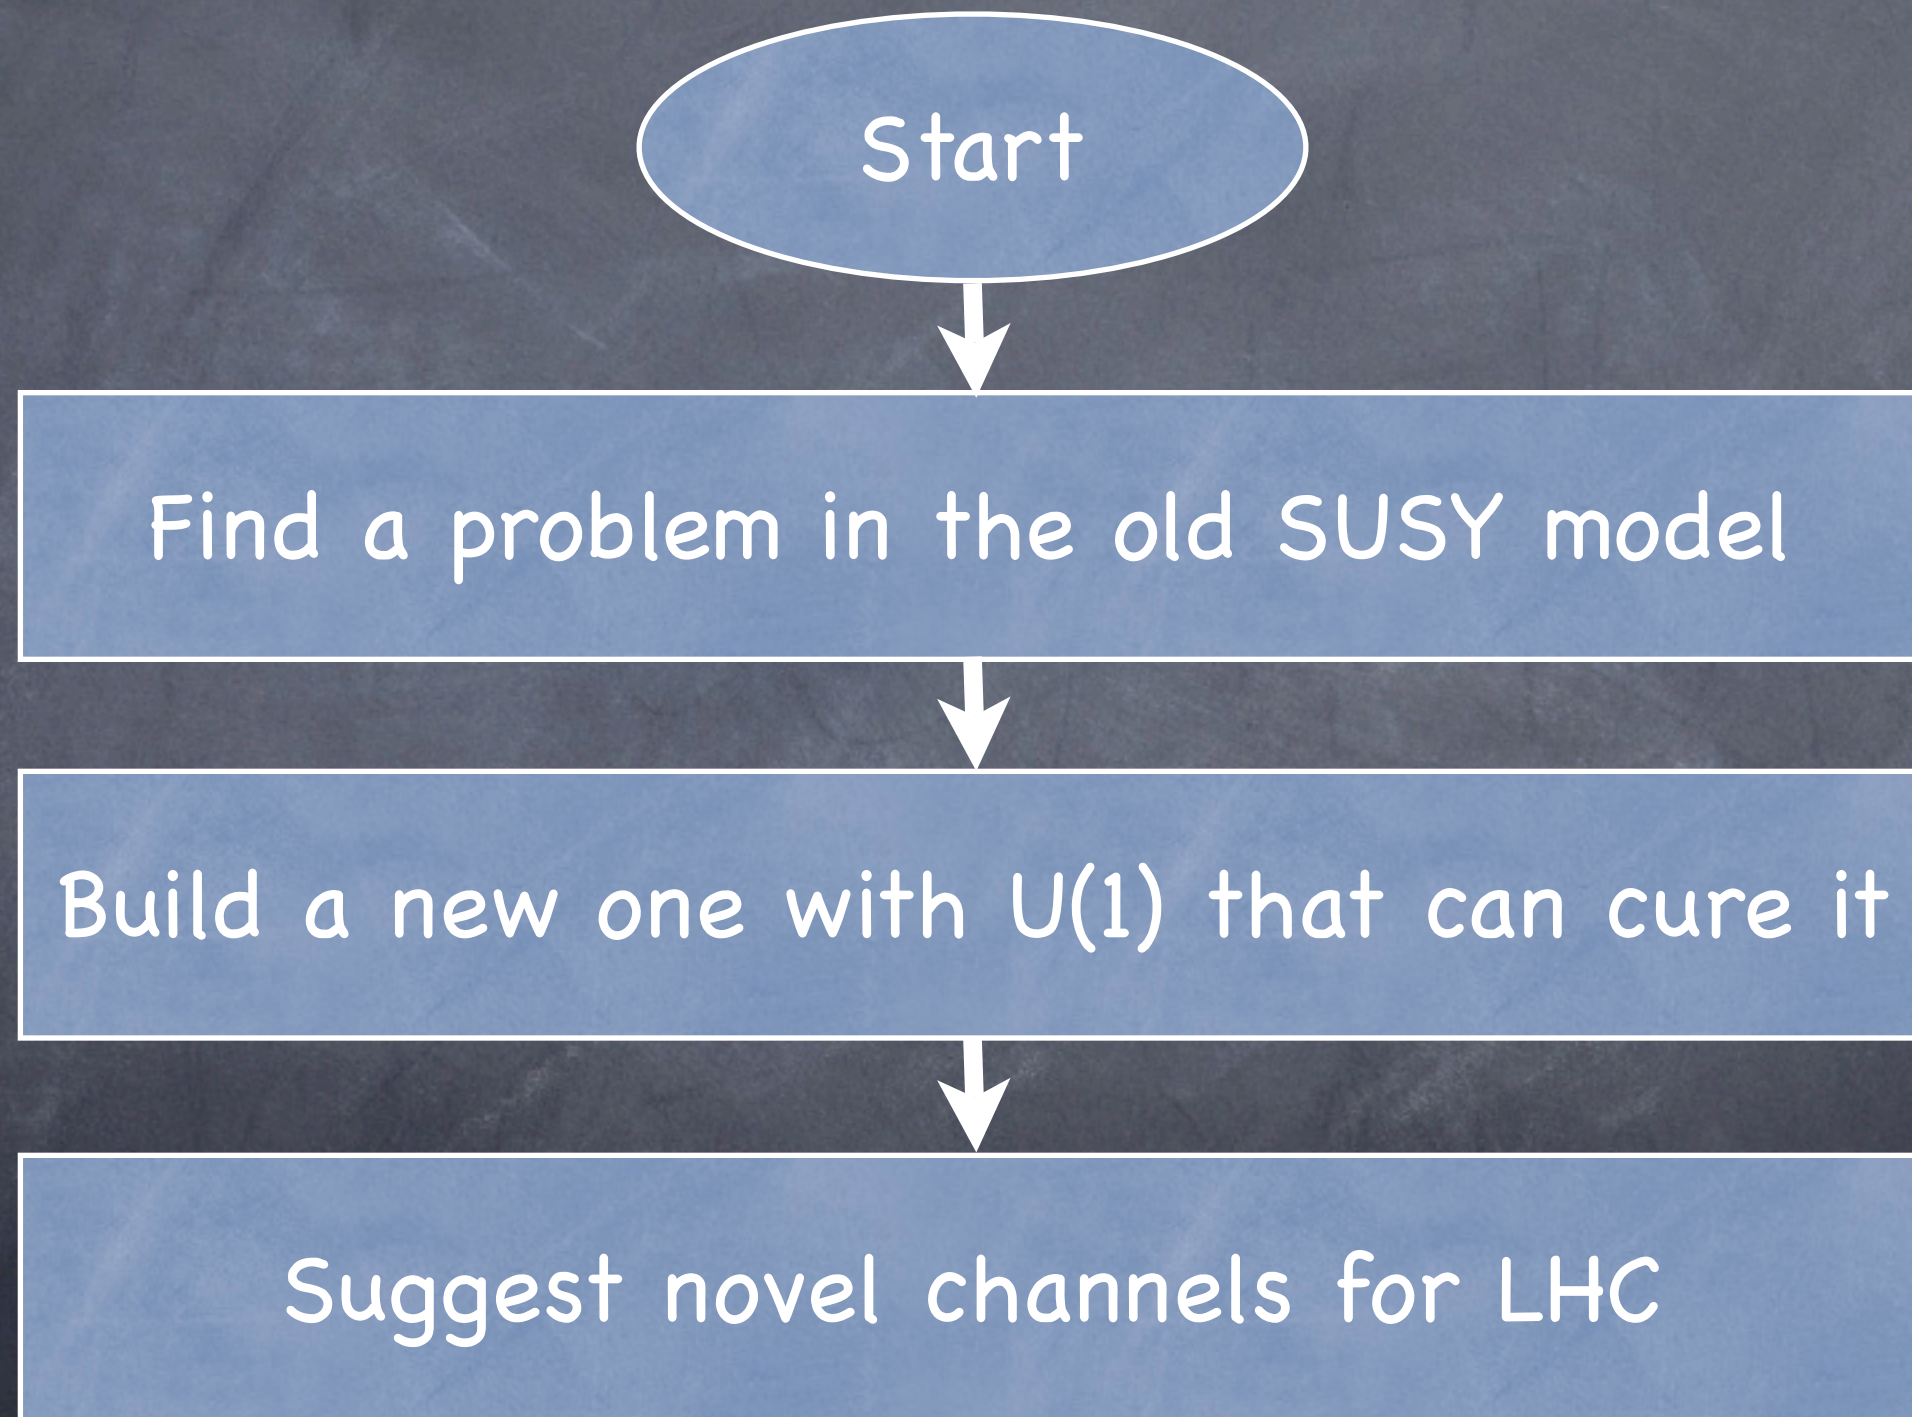 Start
Find a problem in the old SUSY model
Build a new one with U(1) that can cure it
Suggest novel channels for LHC